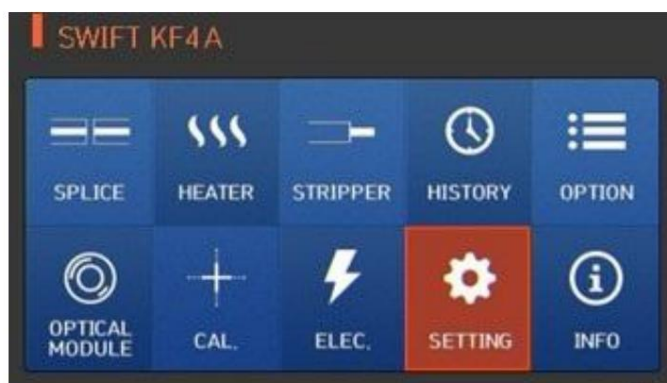 SWIFT KF4A
SPLICE HEATER STRIPPER HISTORY OPTION
OPTICAL
MODULE CAL. ELEC. SETTING INFO